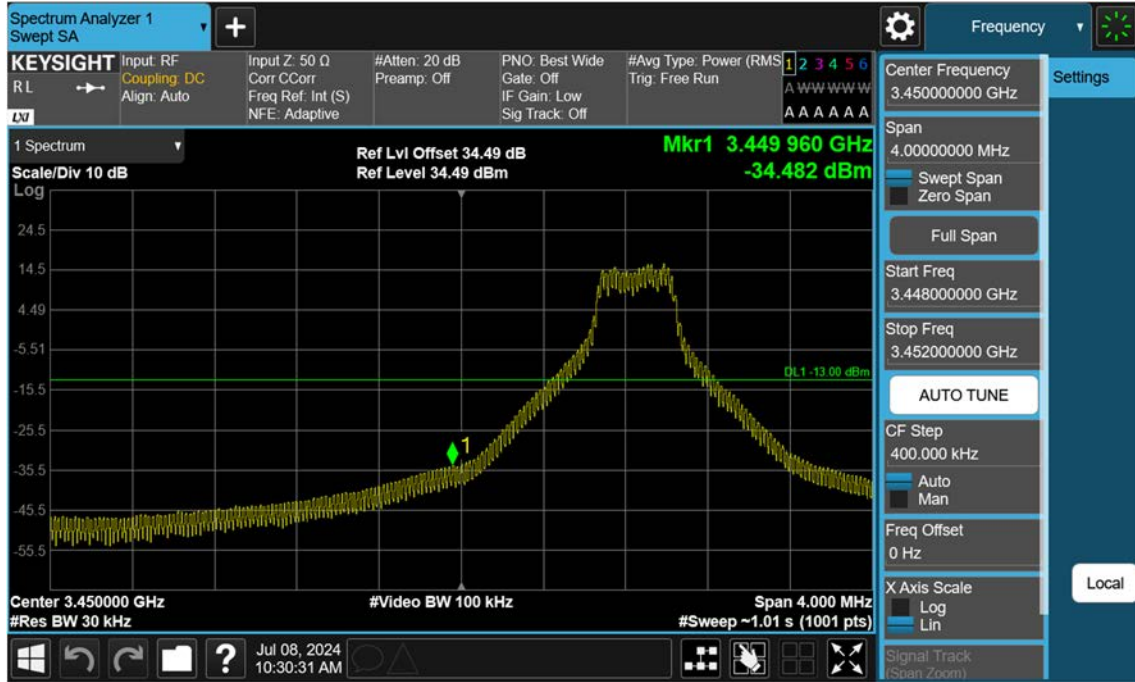 Spectrum Analyzer 1
Swept SA
Frequency
KEYSIGHT
RL
LXI
Input: RF
Coupling: DC
Align: Auto
Input Z: 50 Ω
Corr CCorr
Freq Ref: Int (S)
NFE: Adaptive
#Atten: 20 dB
Preamp: Off
PNO: Best Wide
Gate: Off
IF Gain: Low
Sig Track: Off
#Avg Type: Power (RMS
Trig: Free Run
1 2 3 4 5 6
A W W W W W
A A A A A A
1 Spectrum
Scale/Div 10 dB
Ref Lvl Offset 34.49 dB
Ref Level 34.49 dBm
Mkr1 3.449 960 GHz
-34.482 dBm
Log
24.5
14.5
4.49
-5.51
-15.5
-25.5
-35.5
-45.5
-55.5
DL1 -13.00 dBm
1
Center 3.450000 GHz
#Video BW 100 kHz
Span 4.000 MHz
#Res BW 30 kHz
#Sweep ~1.01 s (1001 pts)
Jul 08, 2024
10:30:31 AM
Center Frequency
3.450000000 GHz
Span
4.00000000 MHz
Swept Span
Zero Span
Full Span
Start Freq
3.448000000 GHz
Stop Freq
3.452000000 GHz
AUTO TUNE
CF Step
400.000 kHz
Auto
Man
Freq Offset
0 Hz
X Axis Scale
Log
Lin
Signal Track
(Span Zoom)
Settings
Local